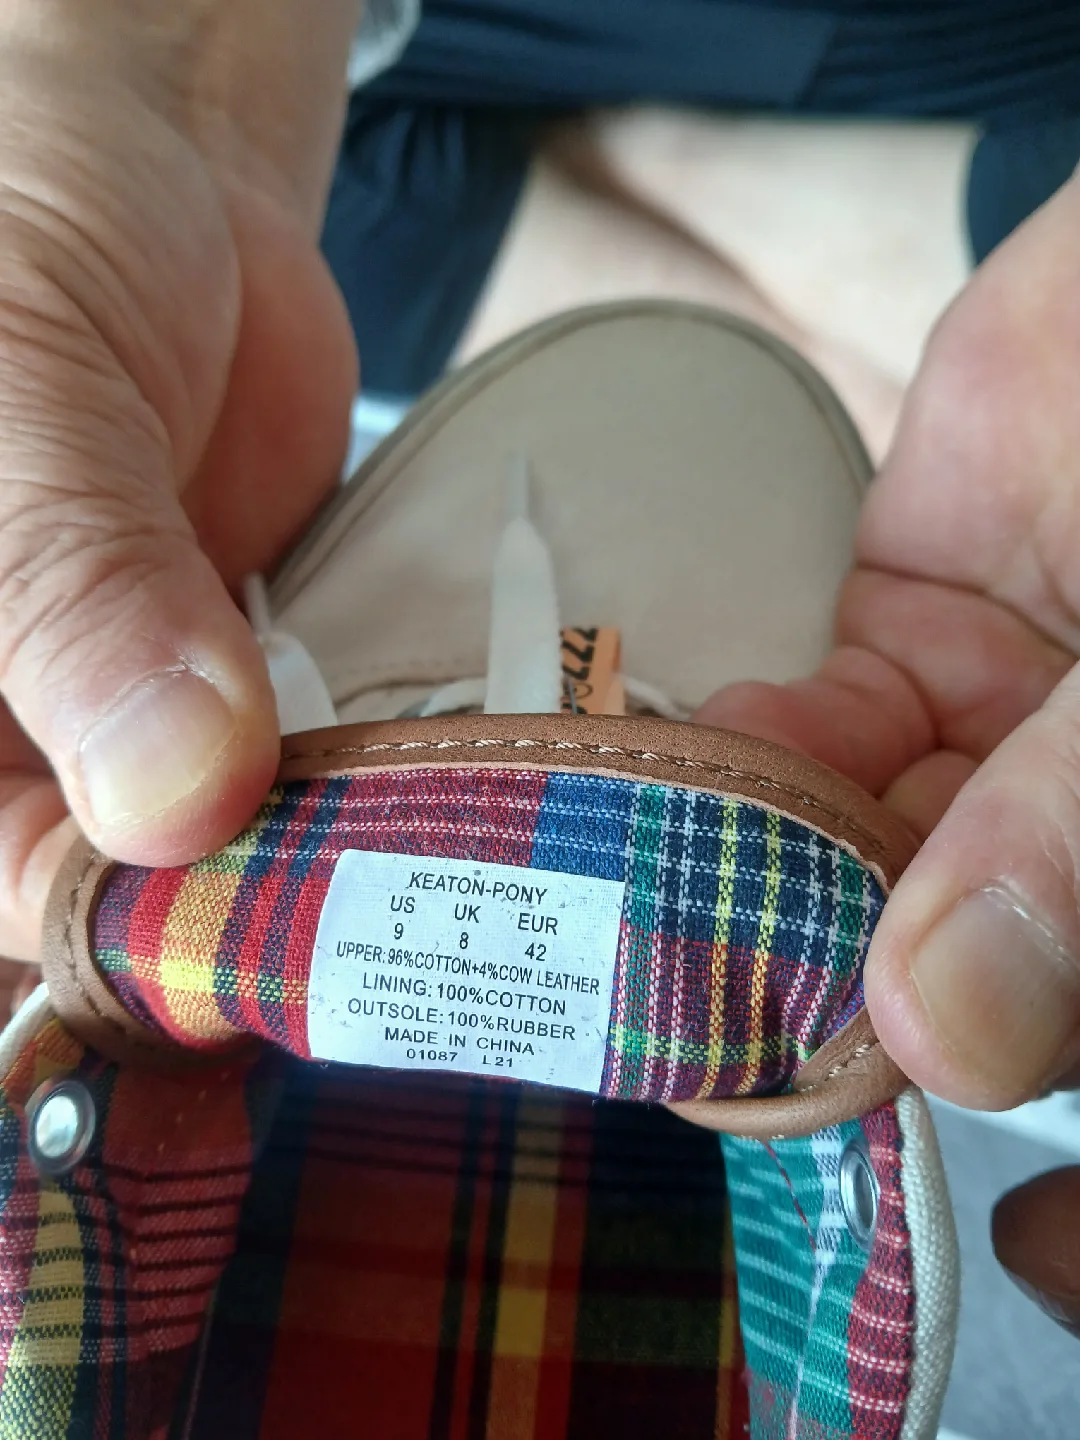 KEATON-PONY
US UK EUR
9 8 42
UPPER:96%COTTON+4%COW LEATHER
LINING:100%COTTON
OUTSOLE:100%RUBBER
MADE IN CHINA
01087 L21